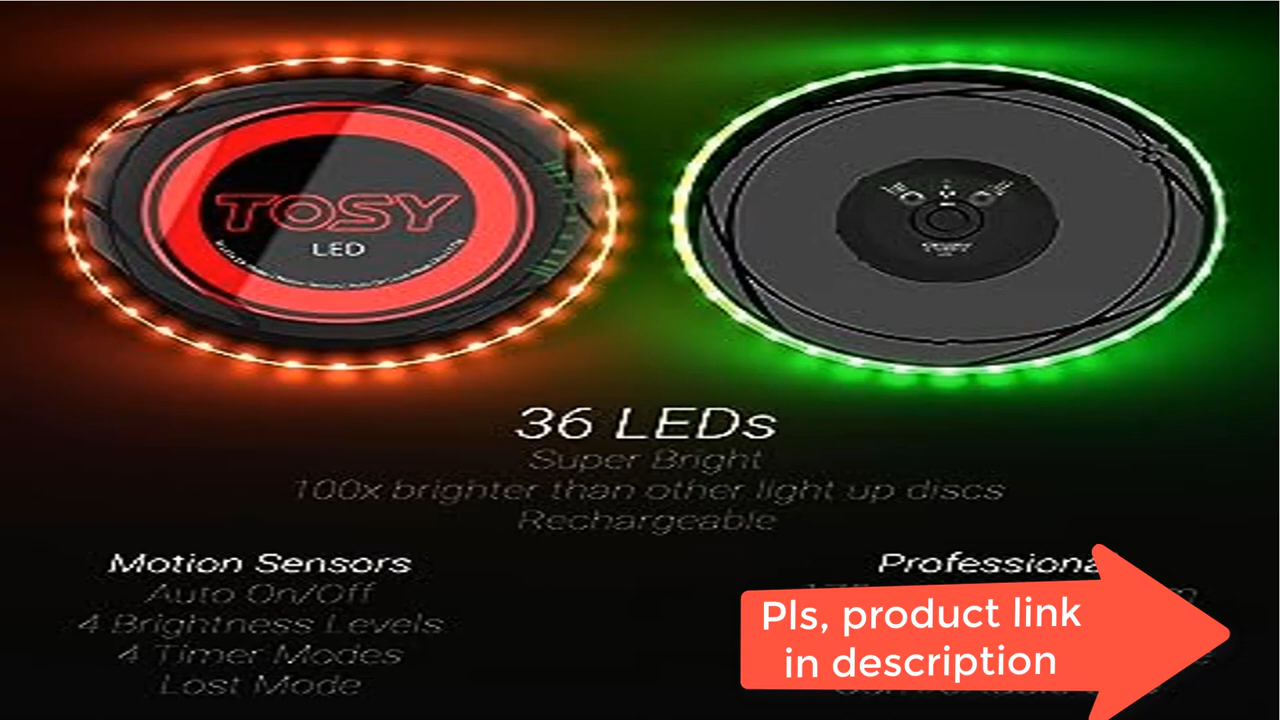 TOSY
LED
36 LEDs
Super Bright
100x brighter than other light up discs
Rechargeable
Motion Sensors
Auto On/Off
4 Brightness Levels
4 Timer Modes
Lost Mode
Pls, product link
in description